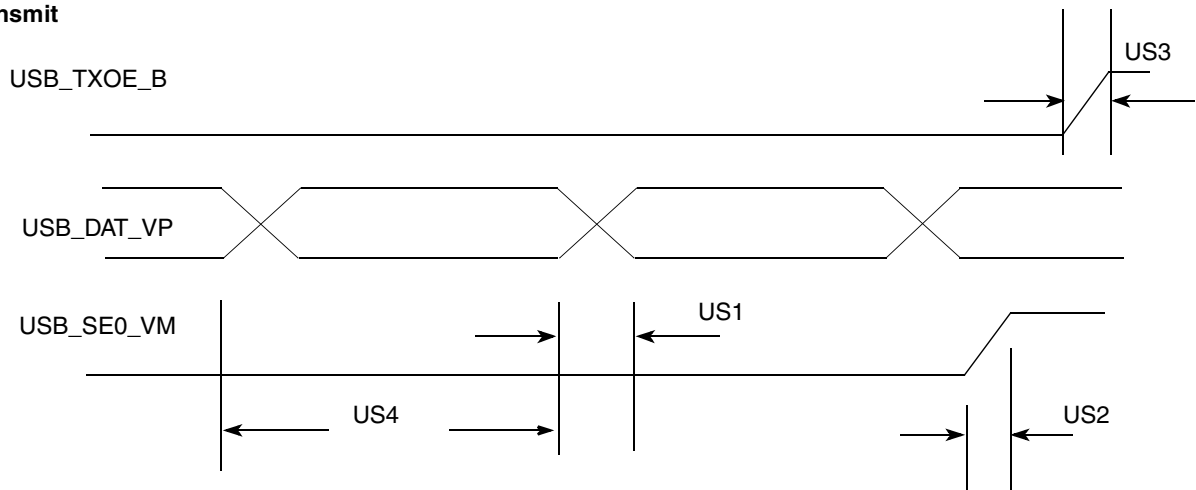 nsmit
US3
USB_TXOE_B
USB_DAT_VP
US1
USB_SE0_VM
US4
US2